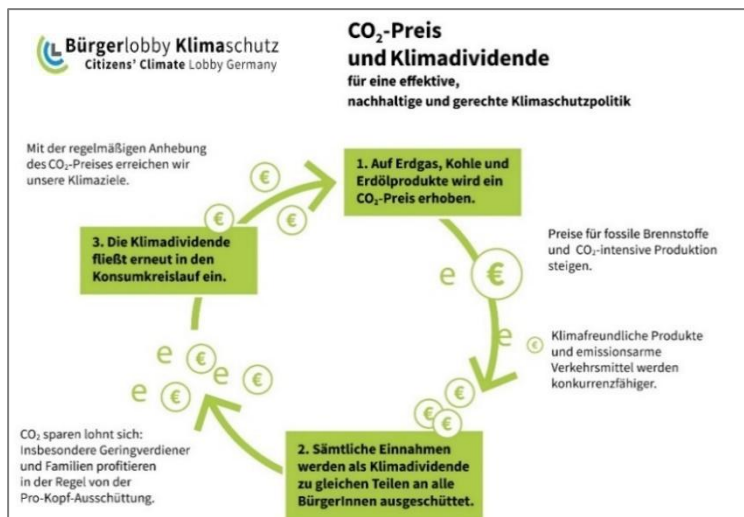 Bürgerlobby Klimaschutz
Citizens' Climate Lobby Germany
CO₂-Preis
und Klimadividende
für eine effektive,
nachhaltige und gerechte Klimaschutzpolitik
Mit der regelmäßigen Anhebung
des CO₂-Preises erreichen wir
unsere Klimaziele.
€
€
€
€
1. Auf Erdgas, Kohle und
Erdölprodukte wird ein
CO₂-Preis erhoben.
Preise für fossile Brennstoffe
und CO₂-intensive Produktion
steigen.
e €
e €
Klimafreundliche Produkte
und emissionsarme
Verkehrsmittel werden
konkurrenzfähiger.
€
€
€
2. Sämtliche Einnahmen
werden als Klimadividende
zu gleichen Teilen an alle
BürgerInnen ausgeschüttet.
CO₂ sparen lohnt sich:
Insbesondere Geringverdiener
und Familien profitieren
in der Regel von der
Pro-Kopf-Ausschüttung.
e €
e €
e €
3. Die Klimadividende
fließt erneut in den
Konsumkreislauf ein.